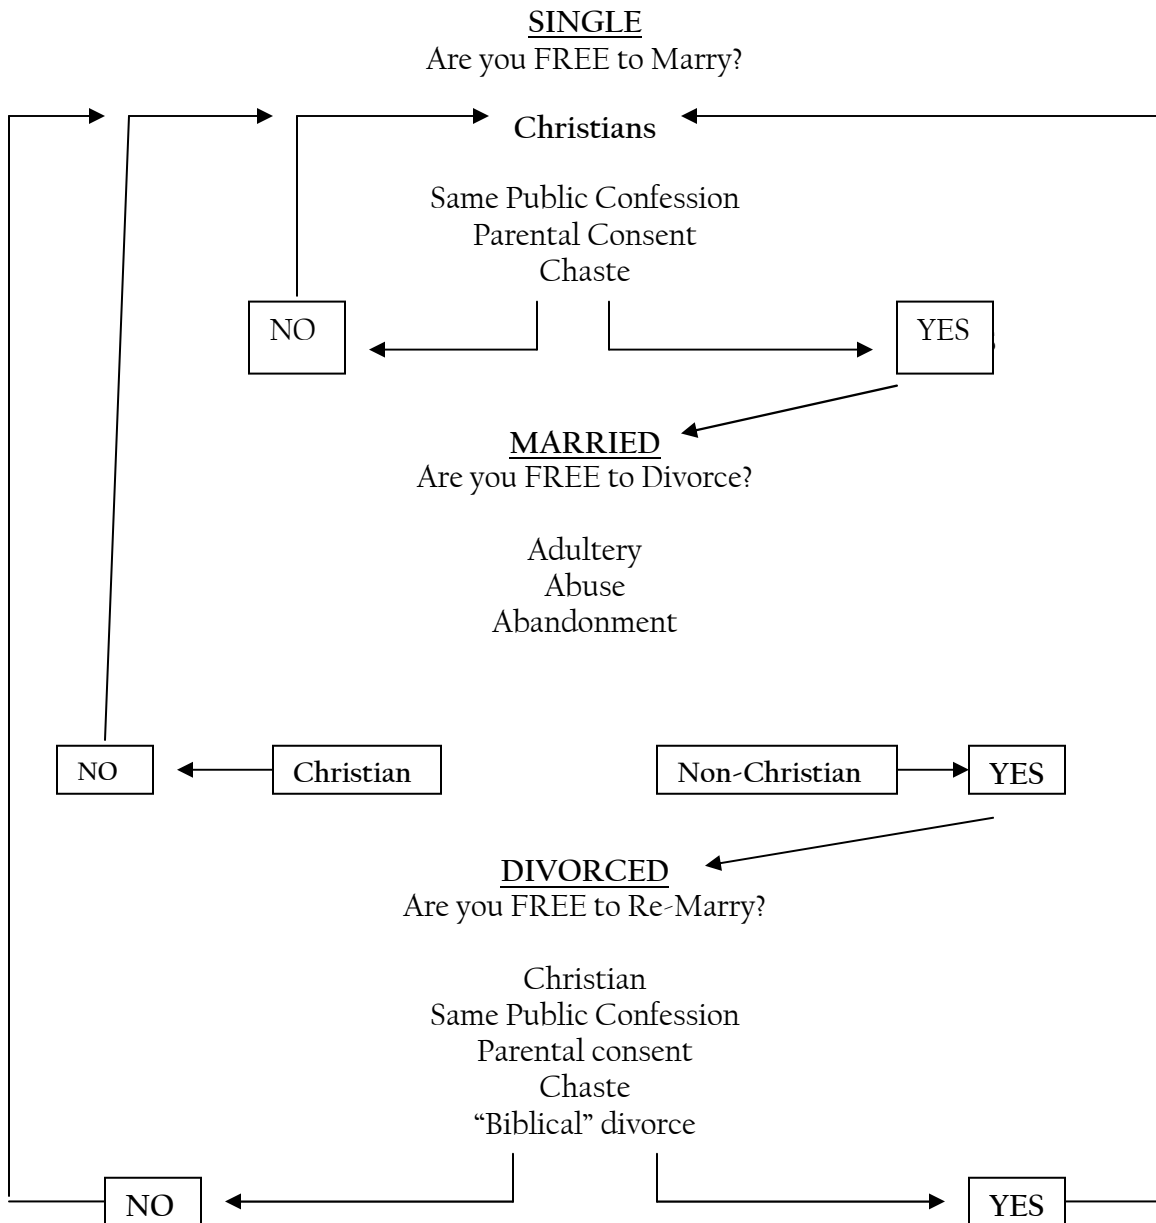 SINGLE
Are you FREE to Marry?
Christians
Same Public Confession
Parental Consent
Chaste
NO
YES
MARRIED
Are you FREE to Divorce?
Adultery
Abuse
Abandonment
NO
Christian
Non-Christian
YES
DIVORCED
Are you FREE to Re-Marry?
Christian
Same Public Confession
Parental consent
Chaste
“Biblical” divorce
NO
YES